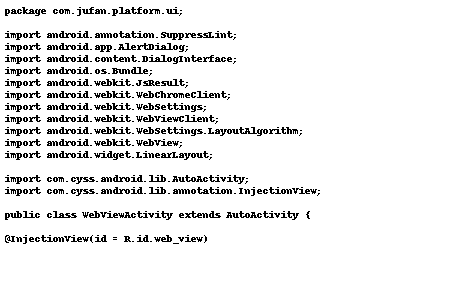 package com.jufan.platform.ui;
import android.annotation.SuppressLint;
import android.app.AlertDialog;
import android.content.DialogInterface;
import android.os.Bundle;
import android.webkit.JsResult;
import android.webkit.WebChromeClient;
import android.webkit.WebSettings;
import android.webkit.WebViewClient;
import android.webkit.WebSettings.LayoutAlgorithm;
import android.webkit.WebView;
import android.widget.LinearLayout;
import com.cyss.android.lib.AutoActivity;
import com.cyss.android.lib.annotation.InjectionView;
public class WebViewActivity extends AutoActivity {
@InjectionView(id = R.id.web_view)